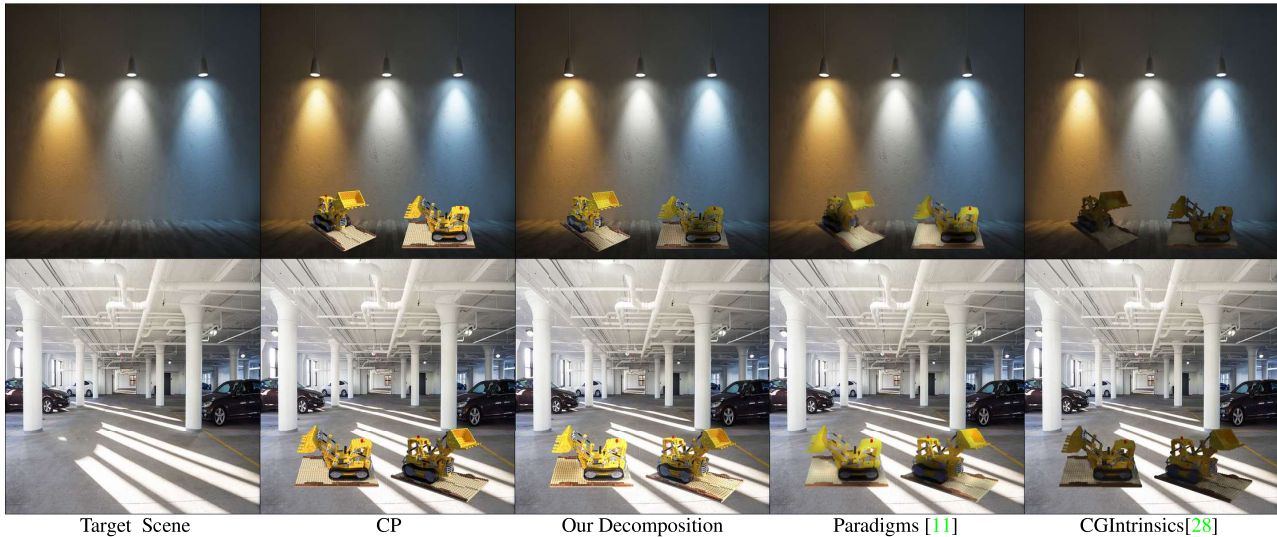 Target Scene
CP
Our Decomposition
Paradigms [11]
CGIntrinsics[28]